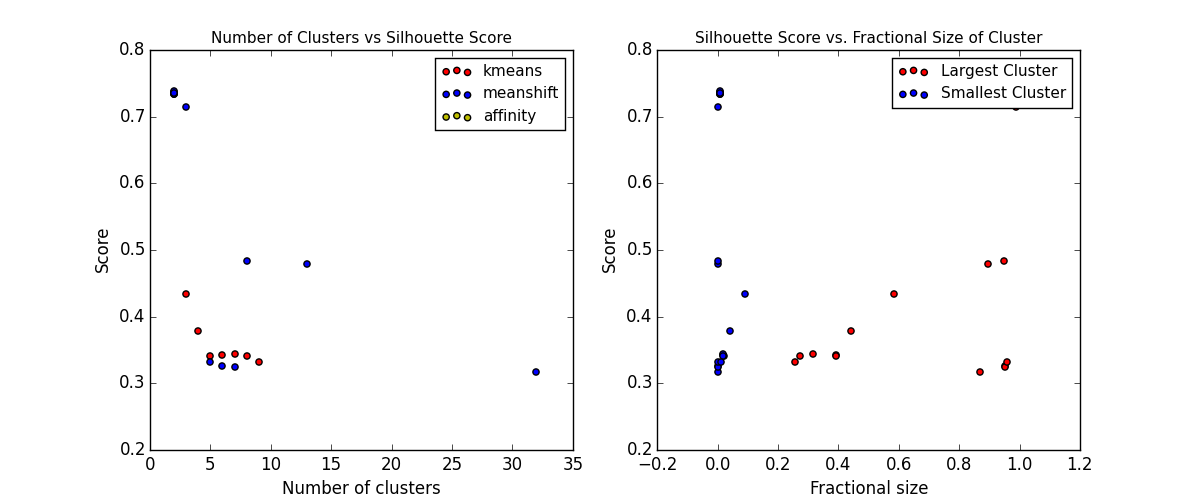 Number of Clusters vs Silhouette Score
0.8
0.7
0.6
0.5
0.4
0.3
0.2
Score
kmeans
meanshift
affinity
0 5 10 15 20 25 30 35
Number of clusters
Silhouette Score vs. Fractional Size of Cluster
0.8
0.7
0.6
0.5
0.4
0.3
0.2
Score
Largest Cluster
Smallest Cluster
−0.2 0.0 0.2 0.4 0.6 0.8 1.0 1.2
Fractional size